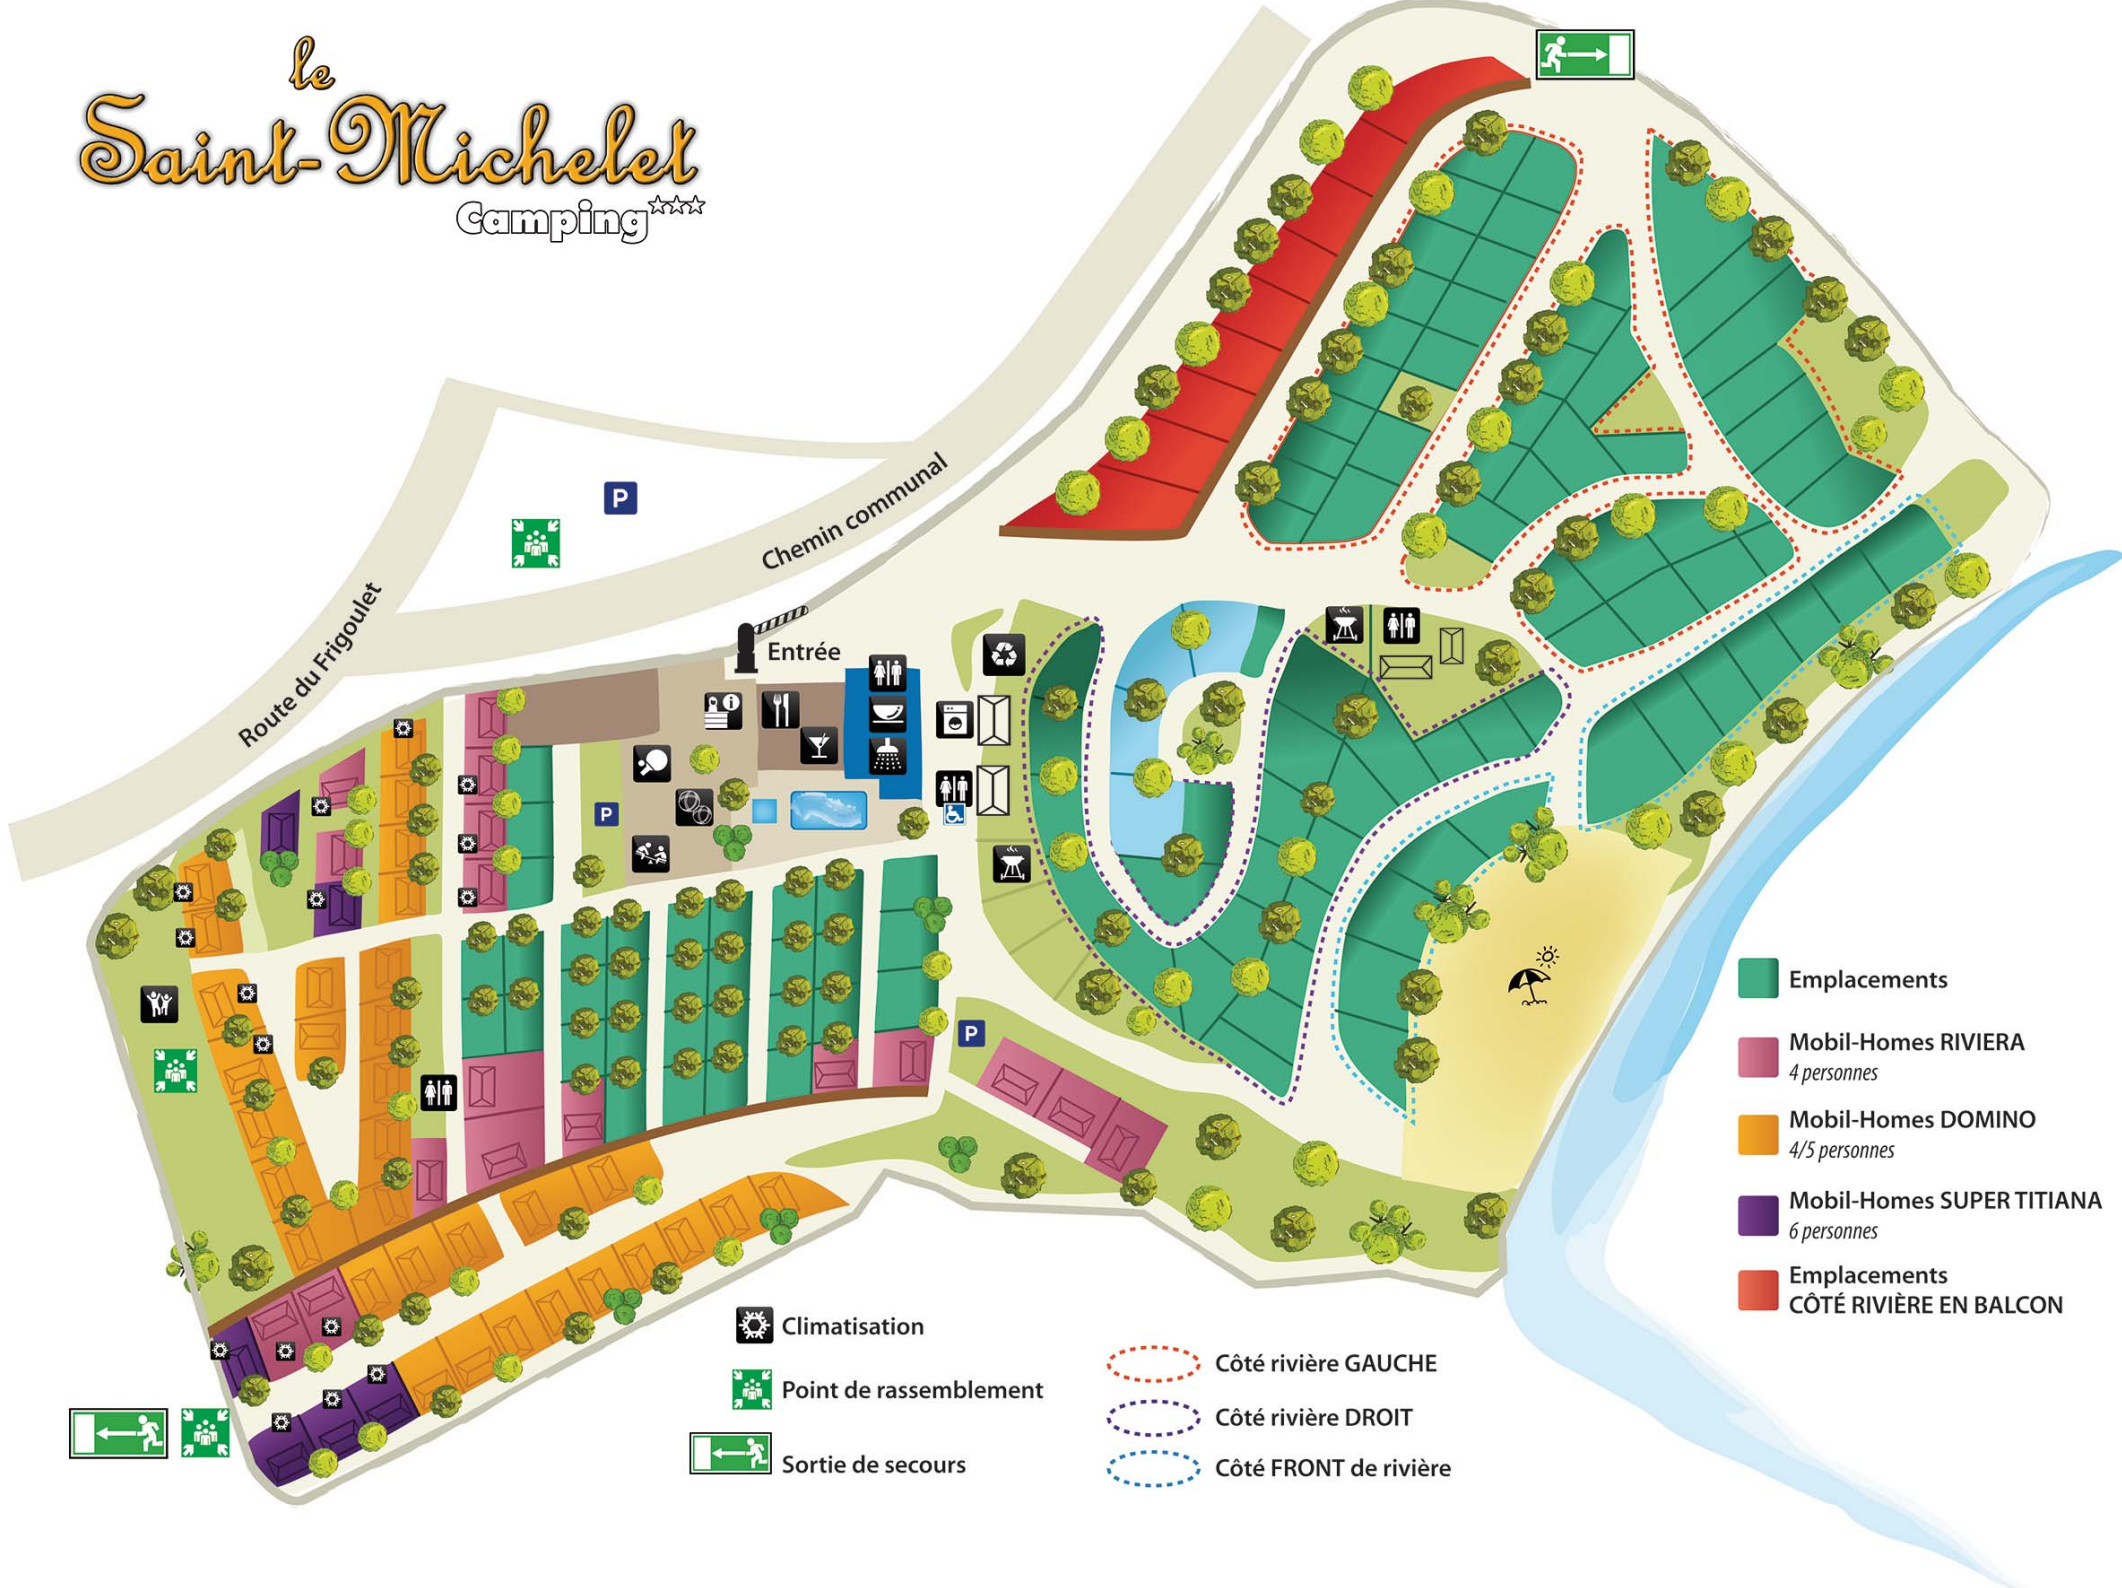 le
Saint-Michelet
Camping***
P
Chemin communal
Route du Frigoulet
Entrée
i
P
P
Emplacements
Mobil-Homes RIVIERA
4 personnes
Mobil-Homes DOMINO
4/5 personnes
Mobil-Homes SUPER TITIANA
6 personnes
Emplacements
CÔTÉ RIVIÈRE EN BALCON
Climatisation
Point de rassemblement
Sortie de secours
Côté rivière GAUCHE
Côté rivière DROIT
Côté FRONT de rivière